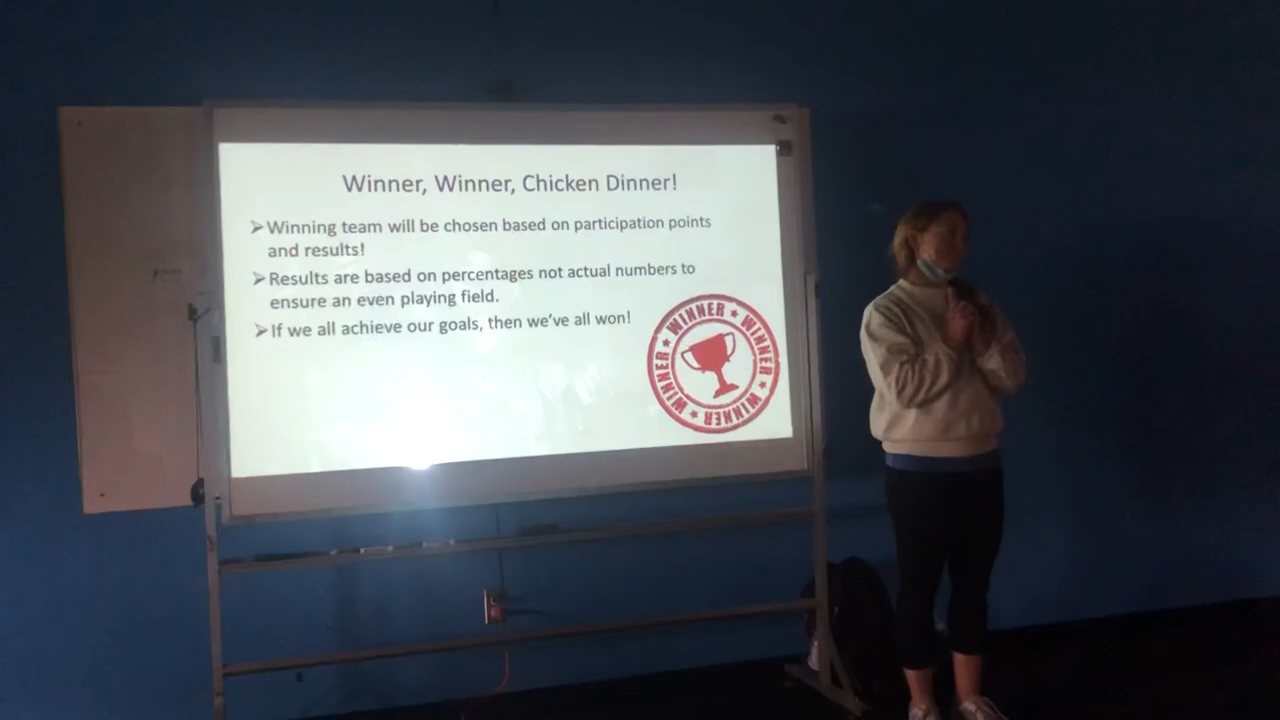 Winner, Winner, Chicken Dinner!
➢Winning team will be chosen based on participation points
and results!
➢Results are based on percentages not actual numbers to
ensure an even playing field.
➢If we all achieve our goals, then we've all won!
WINNER ★ WINNER ★ WINNER ★ WINNER ★ WINNER ★